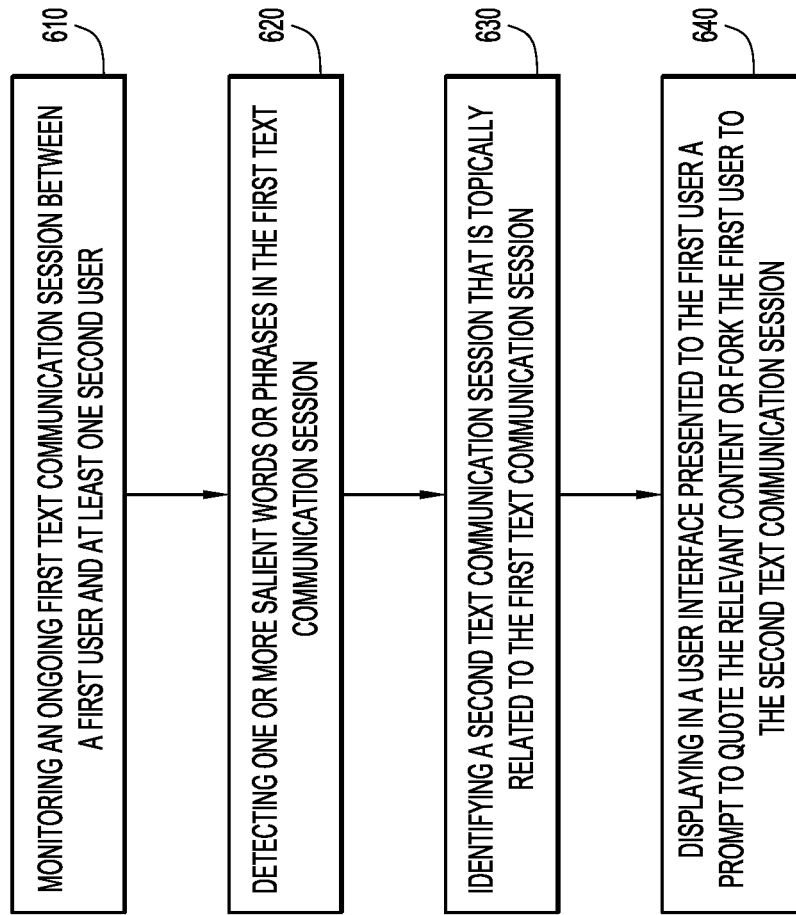 MONITORING AN ONGOING FIRST TEXT COMMUNICATION SESSION BETWEEN
A FIRST USER AND AT LEAST ONE SECOND USER
610
DETECTING ONE OR MORE SALIENT WORDS OR PHRASES IN THE FIRST TEXT
COMMUNICATION SESSION
620
IDENTIFYING A SECOND TEXT COMMUNICATION SESSION THAT IS TOPICALLY
RELATED TO THE FIRST TEXT COMMUNICATION SESSION
630
DISPLAYING IN A USER INTERFACE PRESENTED TO THE FIRST USER A
PROMPT TO QUOTE THE RELEVANT CONTENT OR FORK THE FIRST USER TO
THE SECOND TEXT COMMUNICATION SESSION
640